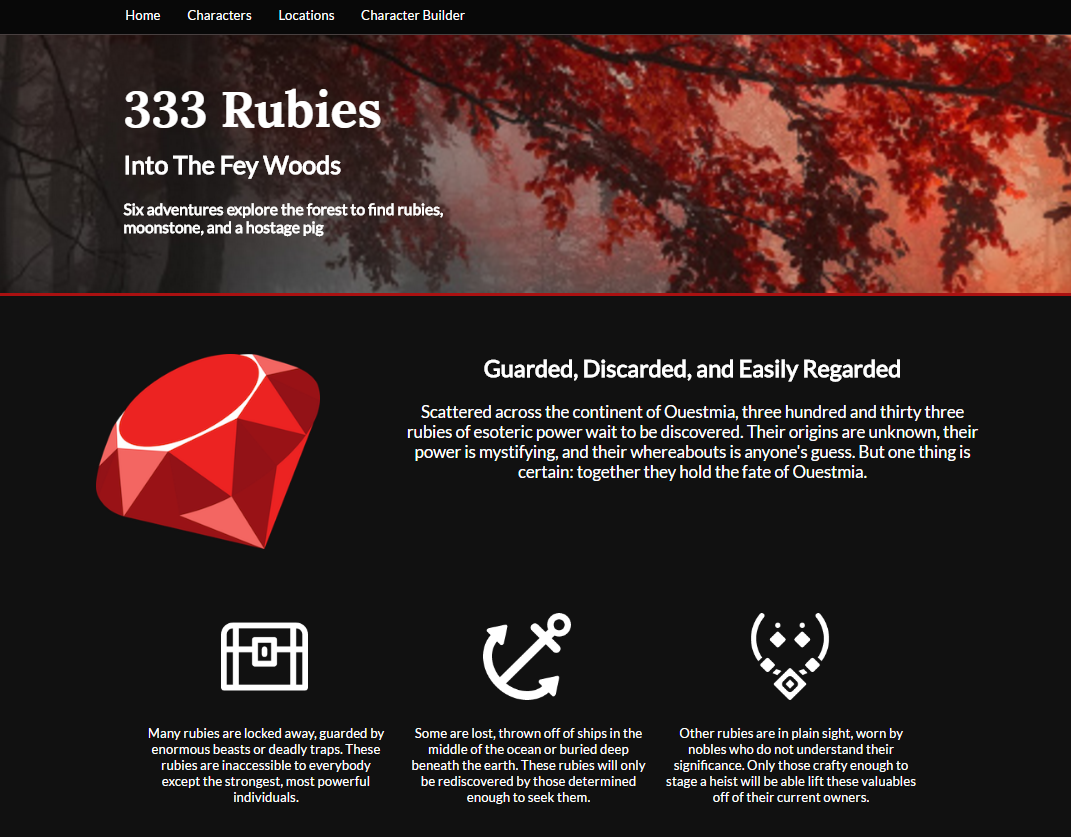 Home Characters Locations Character Builder
333 Rubies
Into The Fey Woods
Six adventures explore the forest to find rubies,
moonstone, and a hostage pig
Guarded, Discarded, and Easily Regarded
Scattered across the continent of Ouestmia, three hundred and thirty three
rubies of esoteric power wait to be discovered. Their origins are unknown, their
power is mystifying, and their whereabouts is anyone's guess. But one thing is
certain: together they hold the fate of Ouestmia.
Many rubies are locked away, guarded by
enormous beasts or deadly traps. These
rubies are inaccessible to everybody
except the strongest, most powerful
individuals.
Some are lost, thrown off of ships in the
middle of the ocean or buried deep
beneath the earth. These rubies will only
be rediscovered by those determined
enough to seek them.
Other rubies are in plain sight, worn by
nobles who do not understand their
significance. Only those crafty enough to
stage a heist will be able lift these valuables
off of their current owners.